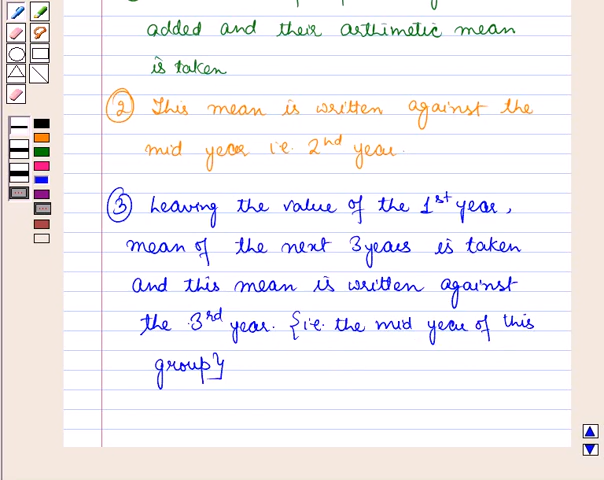 added and their arthimetic mean
is taken
② This mean is written against the
mid year i.e. 2nd year.
③ Leaving the value of the 1st year,
mean of the next 3 years is taken
and this mean is written against
the 3rd year. {i.e. the mid year of this
group}